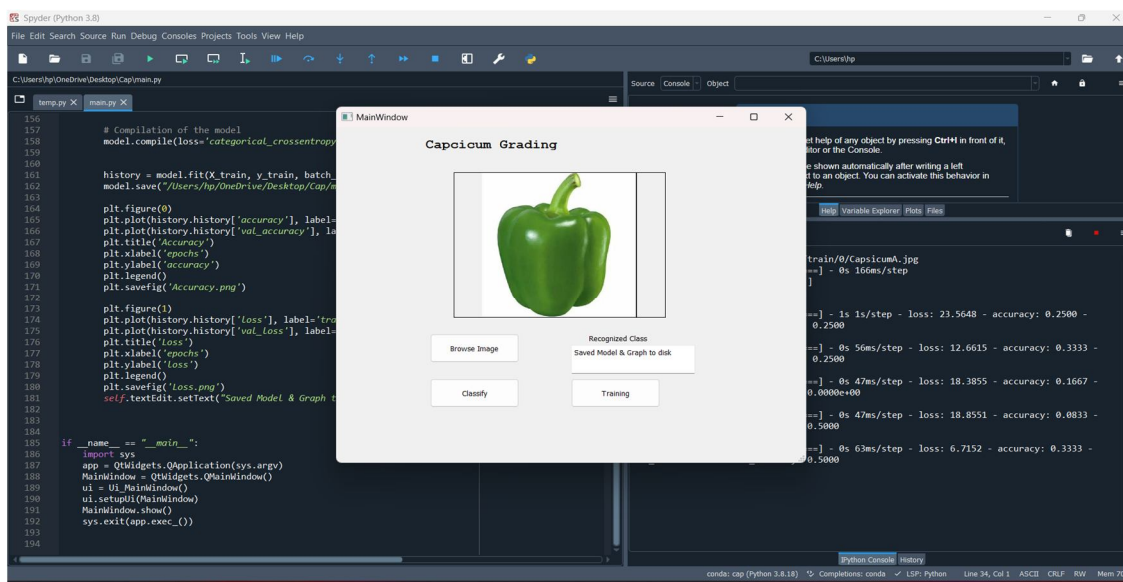 Spyder (Python 3.8)
File Edit Search Source Run Debug Consoles Projects Tools View Help
C:\Users\hp
C:\Users\hp\OneDrive\Desktop\Cap\main.py
Source Console Object
temp.py main.py
156
157 # Compilation of the model
158 model.compile(loss='categorical_crossentropy
159
160
161 history = model.fit(X_train, y_train, batch_
162 model.save("/Users/hp/OneDrive/Desktop/Cap/m
163
164 plt.figure(0)
165 plt.plot(history.history['accuracy'], label=
166 plt.plot(history.history['val_accuracy'], la
167 plt.title('Accuracy')
168 plt.xlabel('epochs')
169 plt.ylabel('accuracy')
170 plt.legend()
171 plt.savefig('Accuracy.png')
172
173 plt.figure(1)
174 plt.plot(history.history['loss'], label='tra
175 plt.plot(history.history['val_loss'], label=
176 plt.title('Loss')
177 plt.xlabel('epochs')
178 plt.ylabel('loss')
179 plt.legend()
180 plt.savefig('Loss.png')
181 self.textEdit.setText("Saved Model & Graph t
182
183
184
185 if __name__ == "__main__":
186 import sys
187 app = QtWidgets.QApplication(sys.argv)
188 MainWindow = QtWidgets.QMainWindow()
189 ui = Ui_MainWindow()
190 ui.setupUi(MainWindow)
191 MainWindow.show()
192 sys.exit(app.exec_())
193
194
MainWindow
Capcicum Grading
Browse Image
Recognized Class
Saved Model & Graph to disk
Classify
Training
et help of any object by pressing Ctrl+I in front of it,
itor or the Console.
e shown automatically after writing a left
t to an object. You can activate this behavior in
Help.
Help Variable Explorer Plots Files
train/0/CapsicumA.jpg
==] - 0s 166ms/step
]
==] - 1s 1s/step - loss: 23.5648 - accuracy: 0.2500 -
0.2500
==] - 0s 56ms/step - loss: 12.6615 - accuracy: 0.3333 -
0.2500
==] - 0s 47ms/step - loss: 18.3855 - accuracy: 0.1667 -
0.0000e+00
==] - 0s 47ms/step - loss: 18.8551 - accuracy: 0.0833 -
0.5000
==] - 0s 63ms/step - loss: 6.7152 - accuracy: 0.3333 -
0.5000
IPython Console History
conda: cap (Python 3.8.18) Completions: conda LSP: Python Line 34, Col 1 ASCII CRLF RW Mem 70